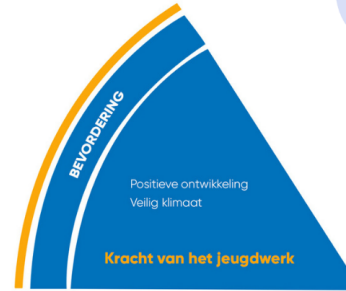 BEVORDERING
Positieve ontwikkeling
Veilig klimaat
Kracht van het jeugdwerk